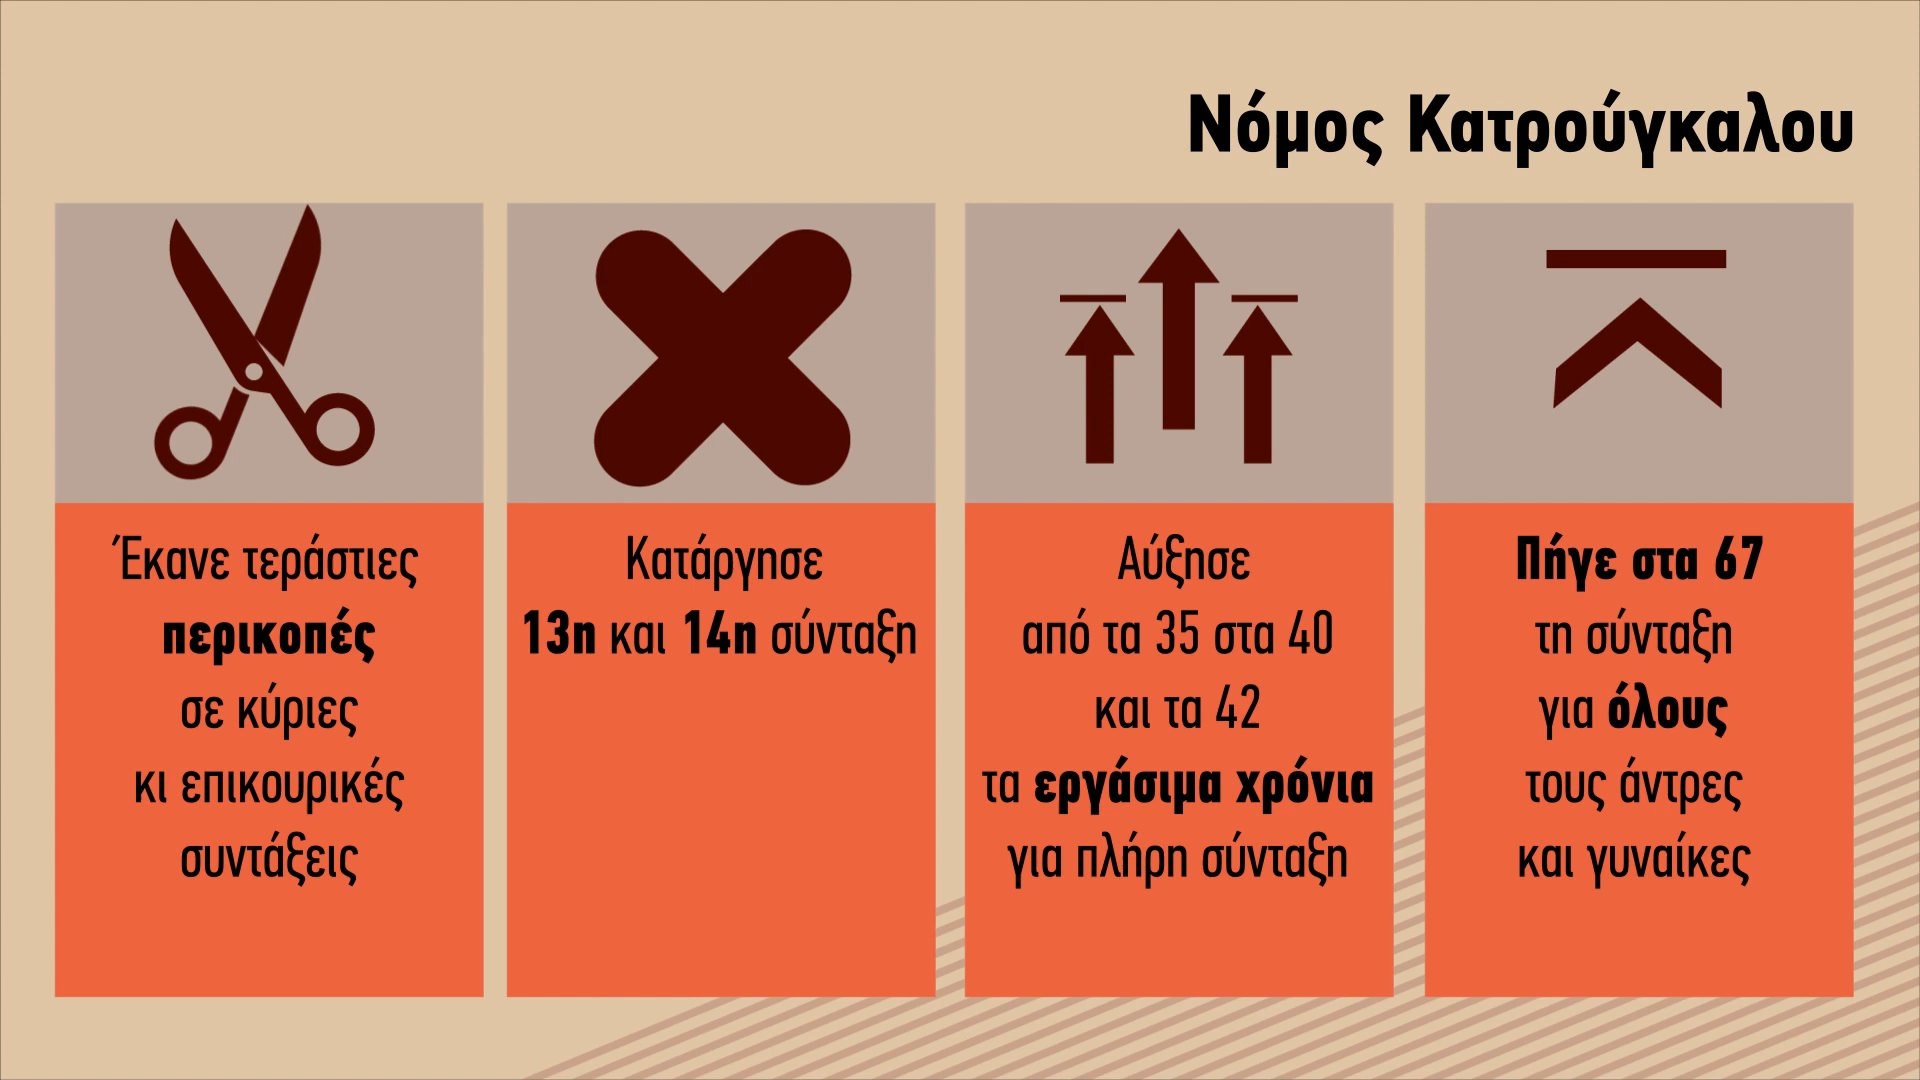 Νόμος Κατρούγκαλου
Έκανε τεράστιες
περικοπές
σε κύριες
κι επικουρικές
συντάξεις
Κατάργησε
13η και 14η σύνταξη
Αύξησε
από τα 35 στα 40
και τα 42
τα εργάσιμα χρόνια
για πλήρη σύνταξη
Πήγε στα 67
τη σύνταξη
για όλους
τους άντρες
και γυναίκες